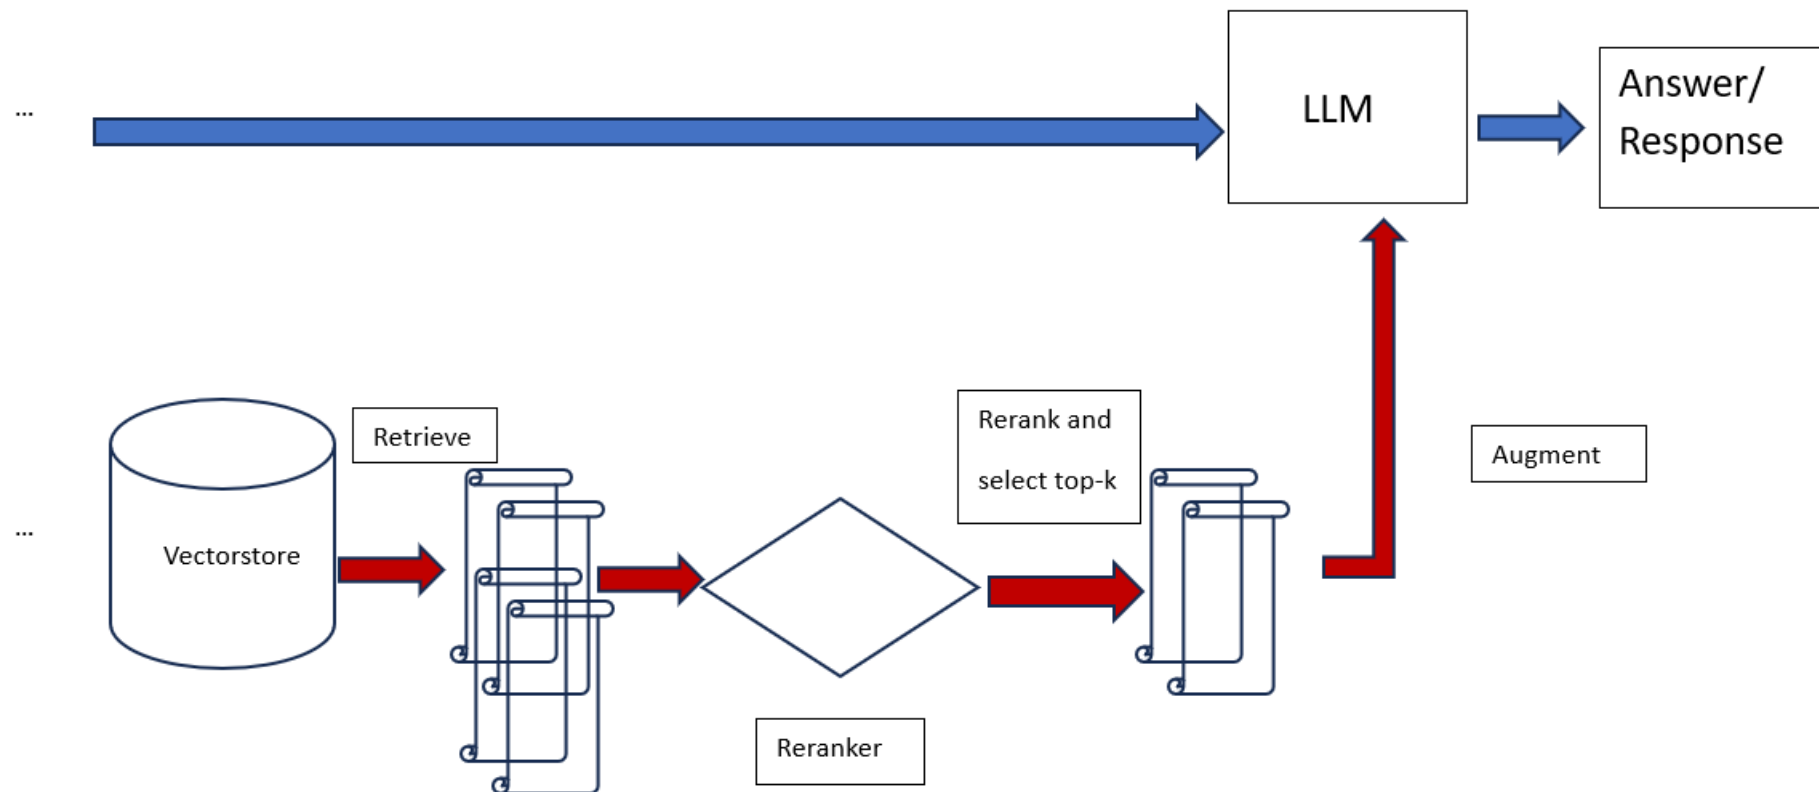 ...
LLM
Answer/
Response
Retrieve
Rerank and
select top-k
Augment
...
Vectorstore
Reranker